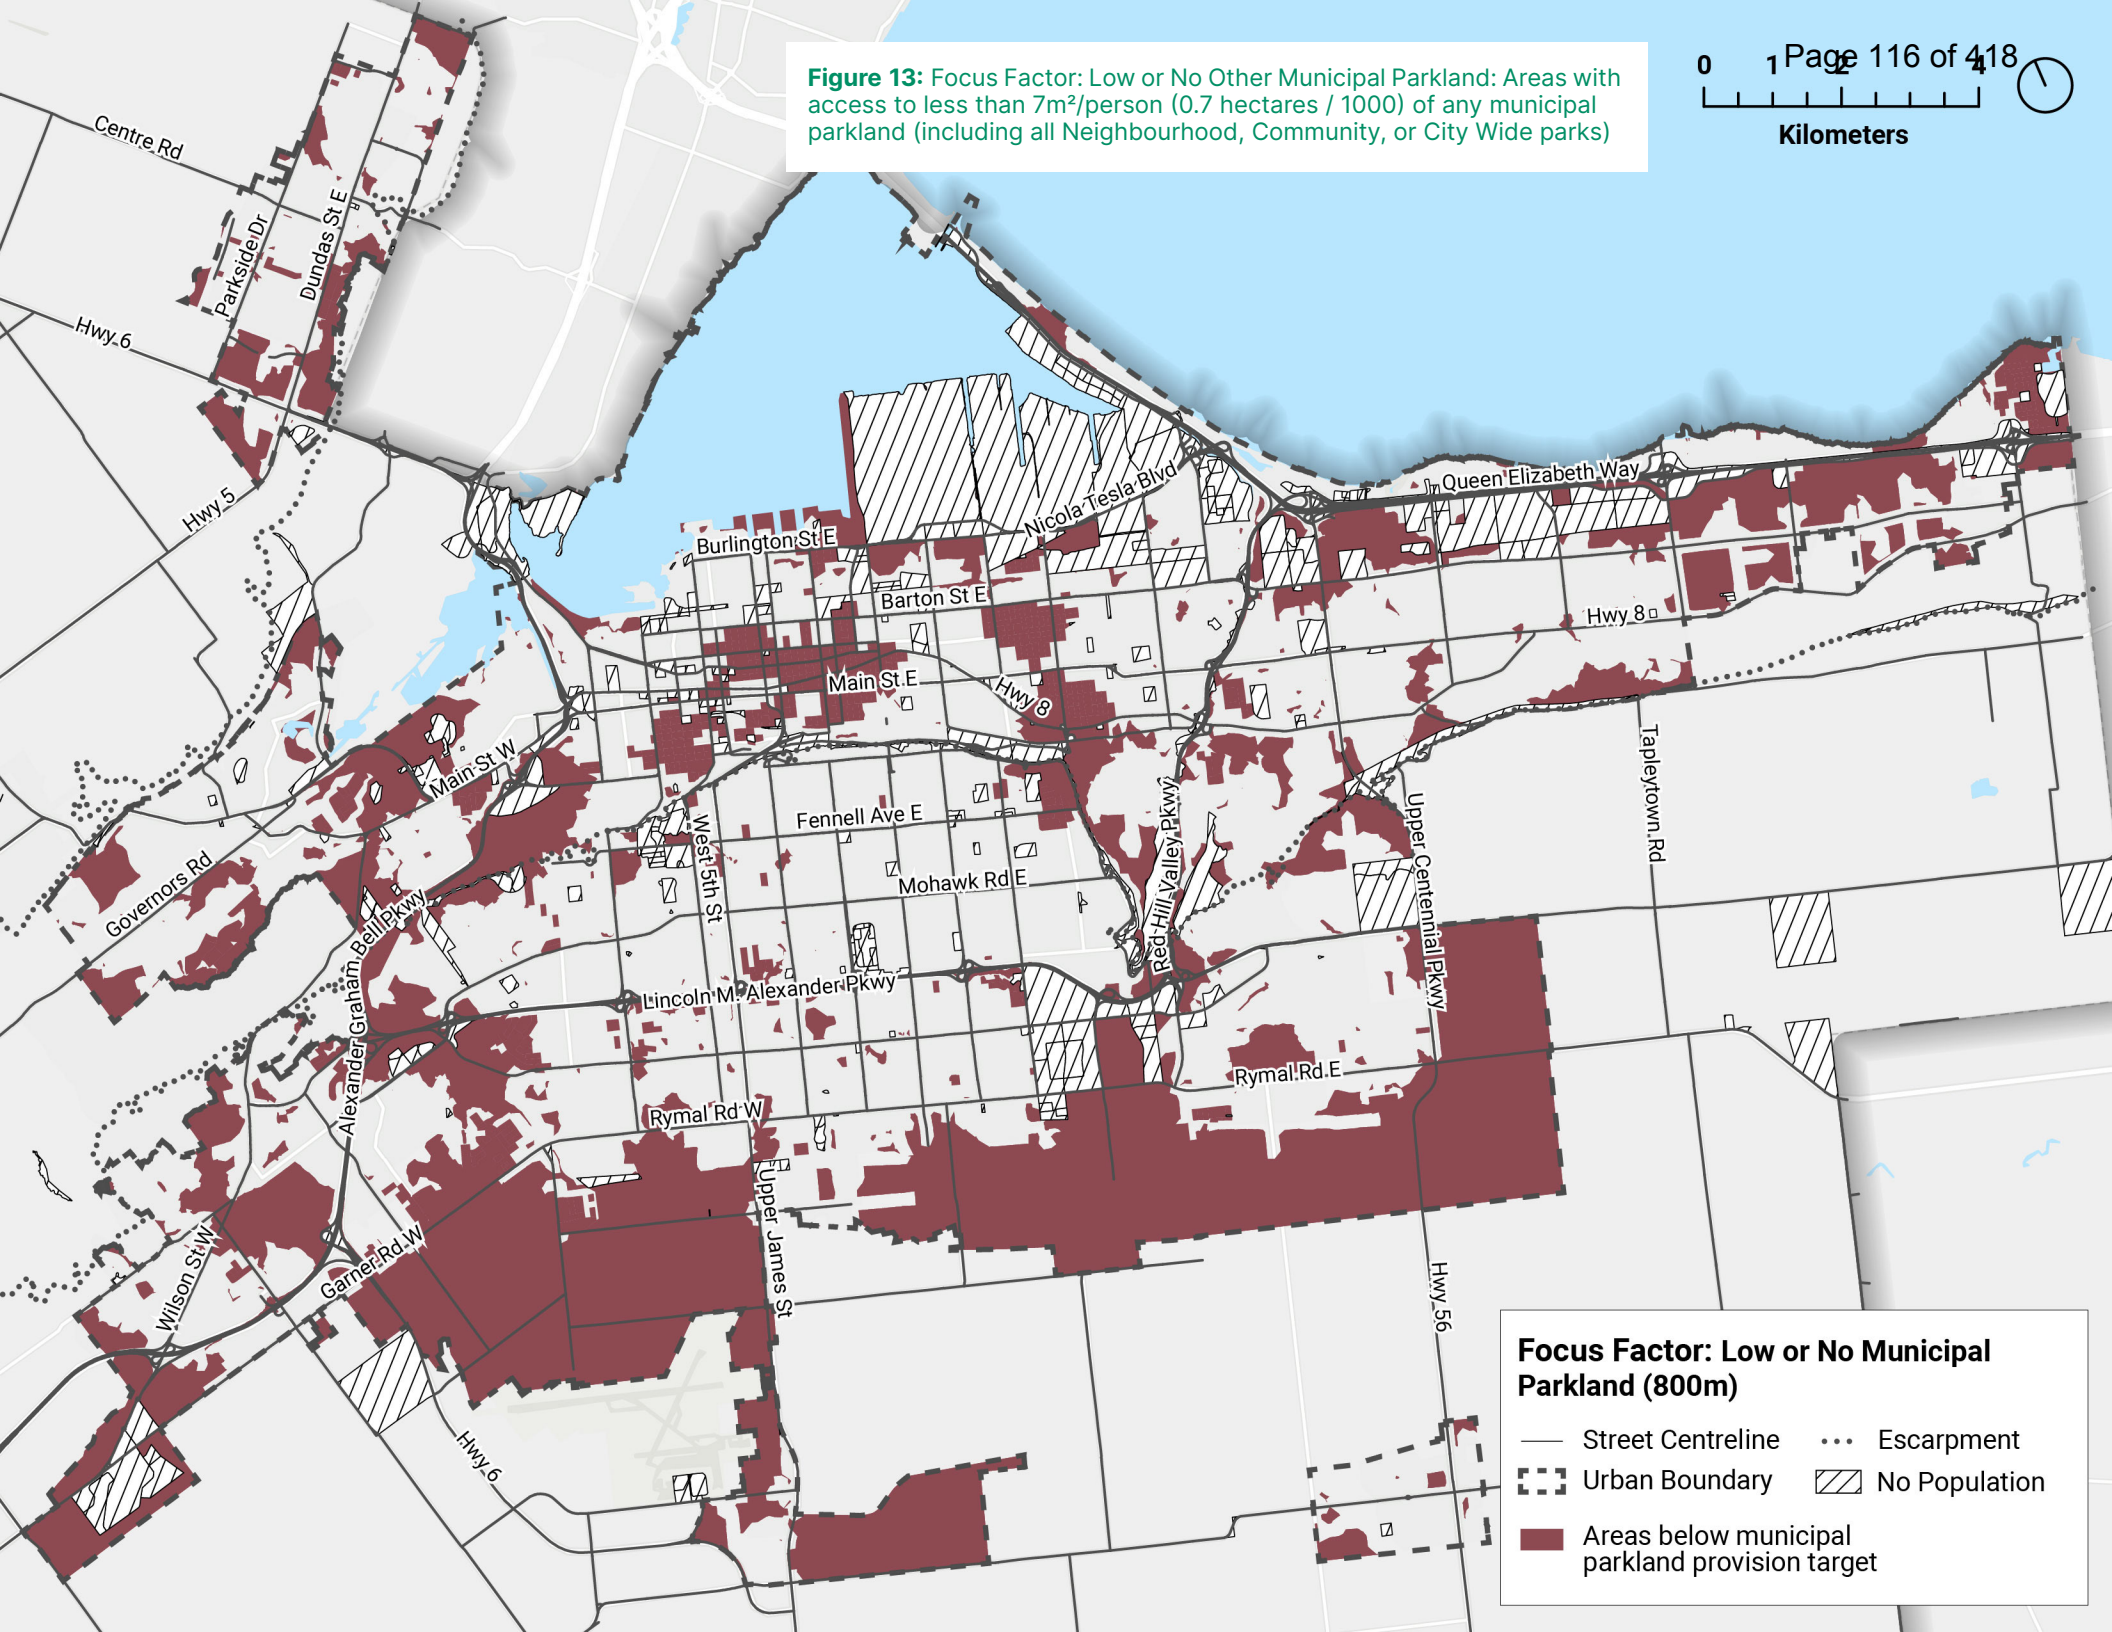 Figure 13: Focus Factor: Low or No Other Municipal Parkland: Areas with
access to less than 7m²/person (0.7 hectares / 1000) of any municipal
parkland (including all Neighbourhood, Community, or City Wide parks)
Page 116 of 418
0 1 2 4
Kilometers
Centre Rd
Parkside Dr
Dundas St E
Hwy 6
Hwy 5
Queen Elizabeth Way
Nicola Tesla Blvd
Burlington St E
Barton St E
Hwy 8
Main St E
Hwy 8
Main St W
Tapleytown Rd
Fennell Ave E
West 5th St
Red Hill Valley Pkwy
Upper Centennial Pkwy
Governors Rd
Mohawk Rd E
Alexander Graham Bell Pkwy
Lincoln M. Alexander Pkwy
Rymal Rd E
Rymal Rd W
Upper James St
Wilson St W
Garner Rd W
Hwy 56
Hwy 6
Focus Factor: Low or No Municipal
Parkland (800m)
Street Centreline
Escarpment
Urban Boundary
No Population
Areas below municipal
parkland provision target